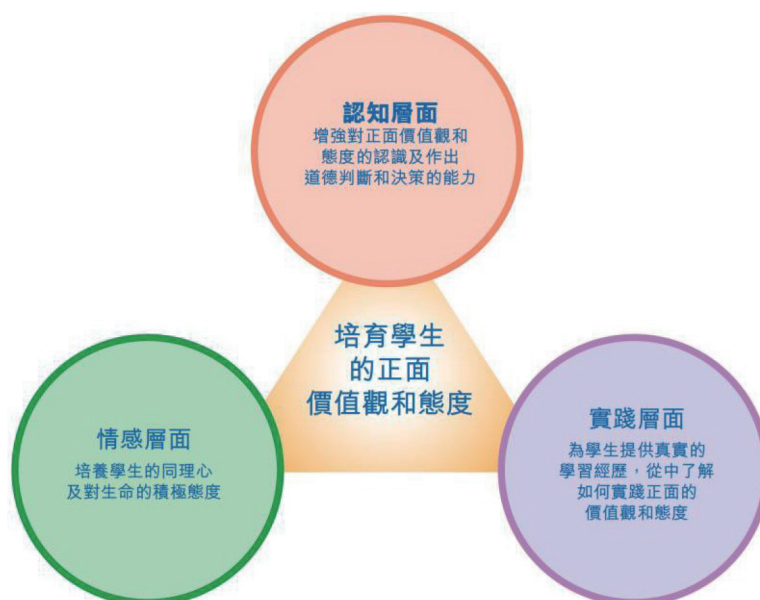 認知層面
增強對正面價值觀和
態度的認識及作出
道德判斷和決策的能力
培育學生
的正面
價值觀和態度
情感層面
培養學生的同理心
及對生命的積極態度
實踐層面
為學生提供真實的
學習經歷，從中了解
如何實踐正面的
價值觀和態度